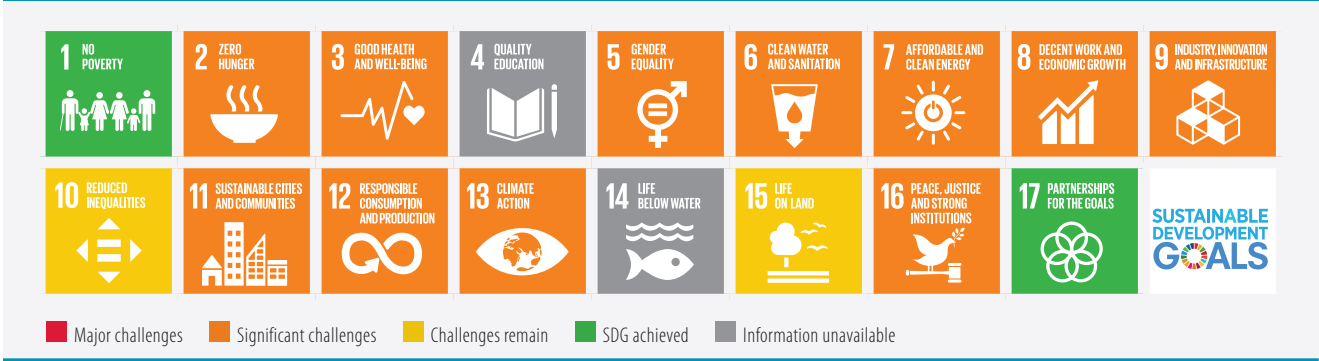 1 NO
POVERTY
2 ZERO
HUNGER
3 GOOD HEALTH
AND WELL-BEING
4 QUALITY
EDUCATION
5 GENDER
EQUALITY
6 CLEAN WATER
AND SANITATION
7 AFFORDABLE AND
CLEAN ENERGY
8 DECENT WORK AND
ECONOMIC GROWTH
9 INDUSTRY, INNOVATION
AND INFRASTRUCTURE
10 REDUCED
INEQUALITIES
11 SUSTAINABLE CITIES
AND COMMUNITIES
12 RESPONSIBLE
CONSUMPTION
AND PRODUCTION
13 CLIMATE
ACTION
14 LIFE
BELOW WATER
15 LIFE
ON LAND
16 PEACE, JUSTICE
AND STRONG
INSTITUTIONS
17 PARTNERSHIPS
FOR THE GOALS
SUSTAINABLE
DEVELOPMENT
GOALS
Major challenges
Significant challenges
Challenges remain
SDG achieved
Information unavailable